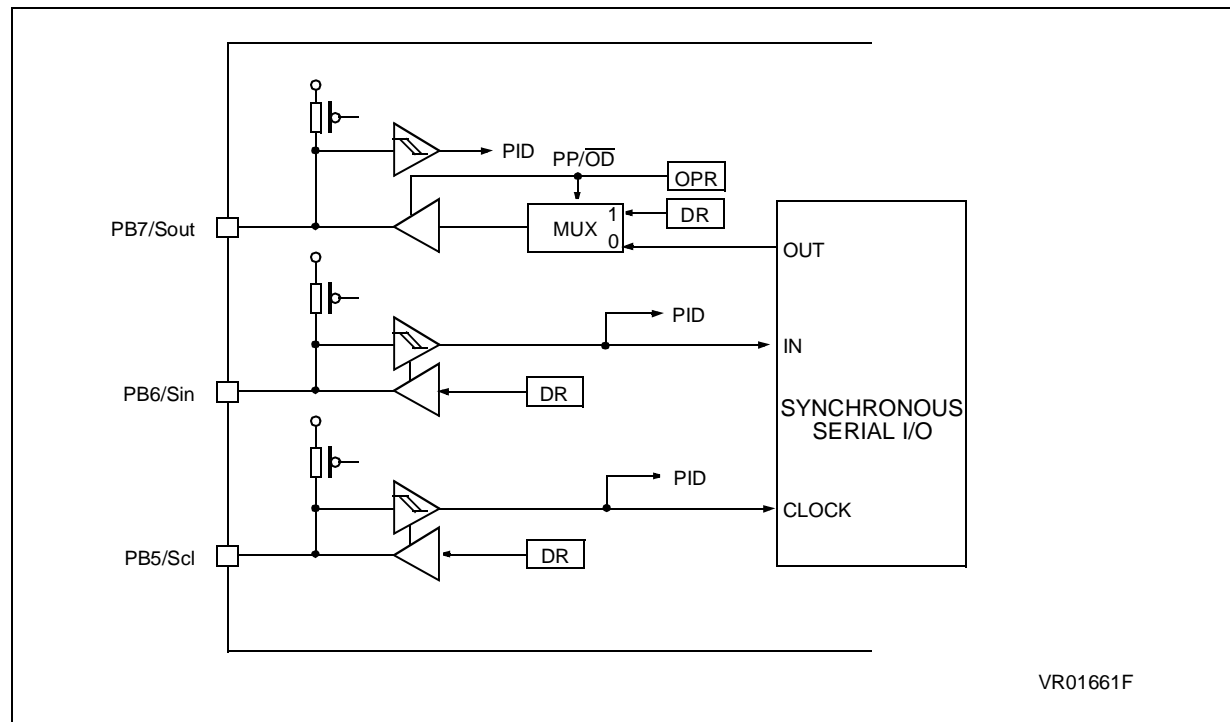 PID
PP/OD
OPR
DR
PB7/Sout
MUX
1
0
OUT
PID
IN
PB6/Sin
DR
SYNCHRONOUS
SERIAL I/O
PID
CLOCK
PB5/Scl
DR
VR01661F